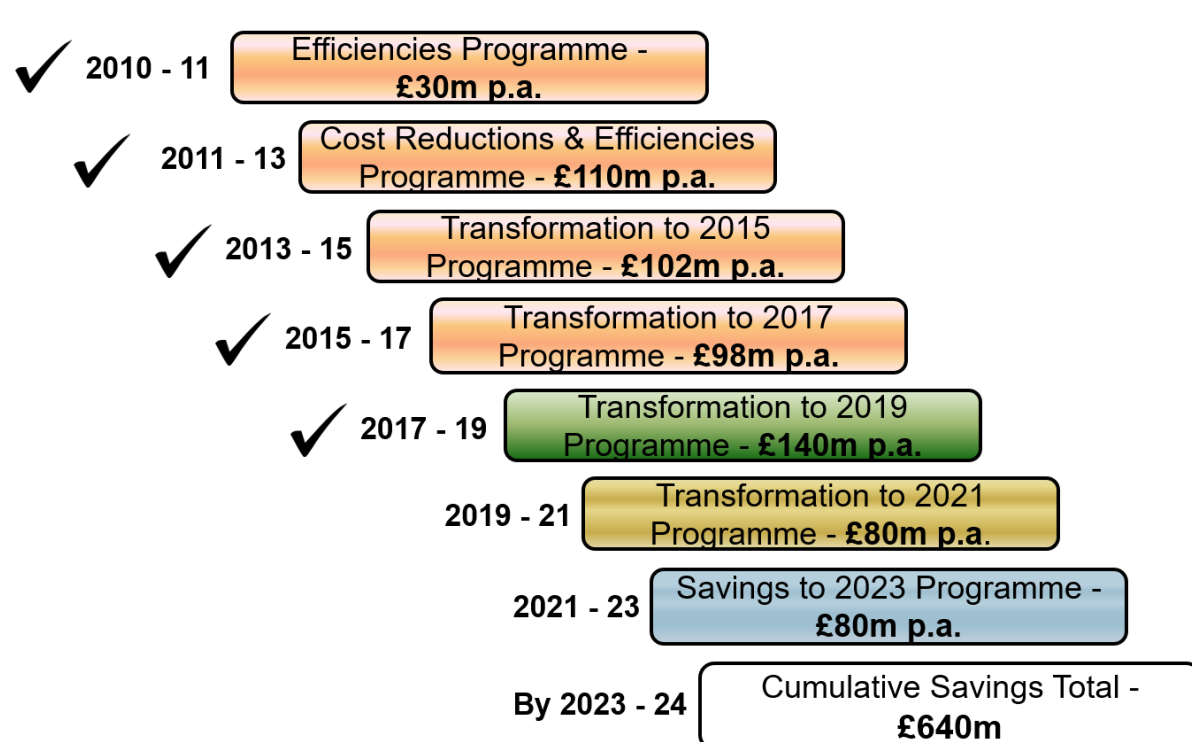 2010 - 11
Efficiencies Programme -
£30m p.a.
2011 - 13
Cost Reductions & Efficiencies
Programme - £110m p.a.
2013 - 15
Transformation to 2015
Programme - £102m p.a.
2015 - 17
Transformation to 2017
Programme - £98m p.a.
2017 - 19
Transformation to 2019
Programme - £140m p.a.
2019 - 21
Transformation to 2021
Programme - £80m p.a.
2021 - 23
Savings to 2023 Programme -
£80m p.a.
By 2023 - 24
Cumulative Savings Total -
£640m